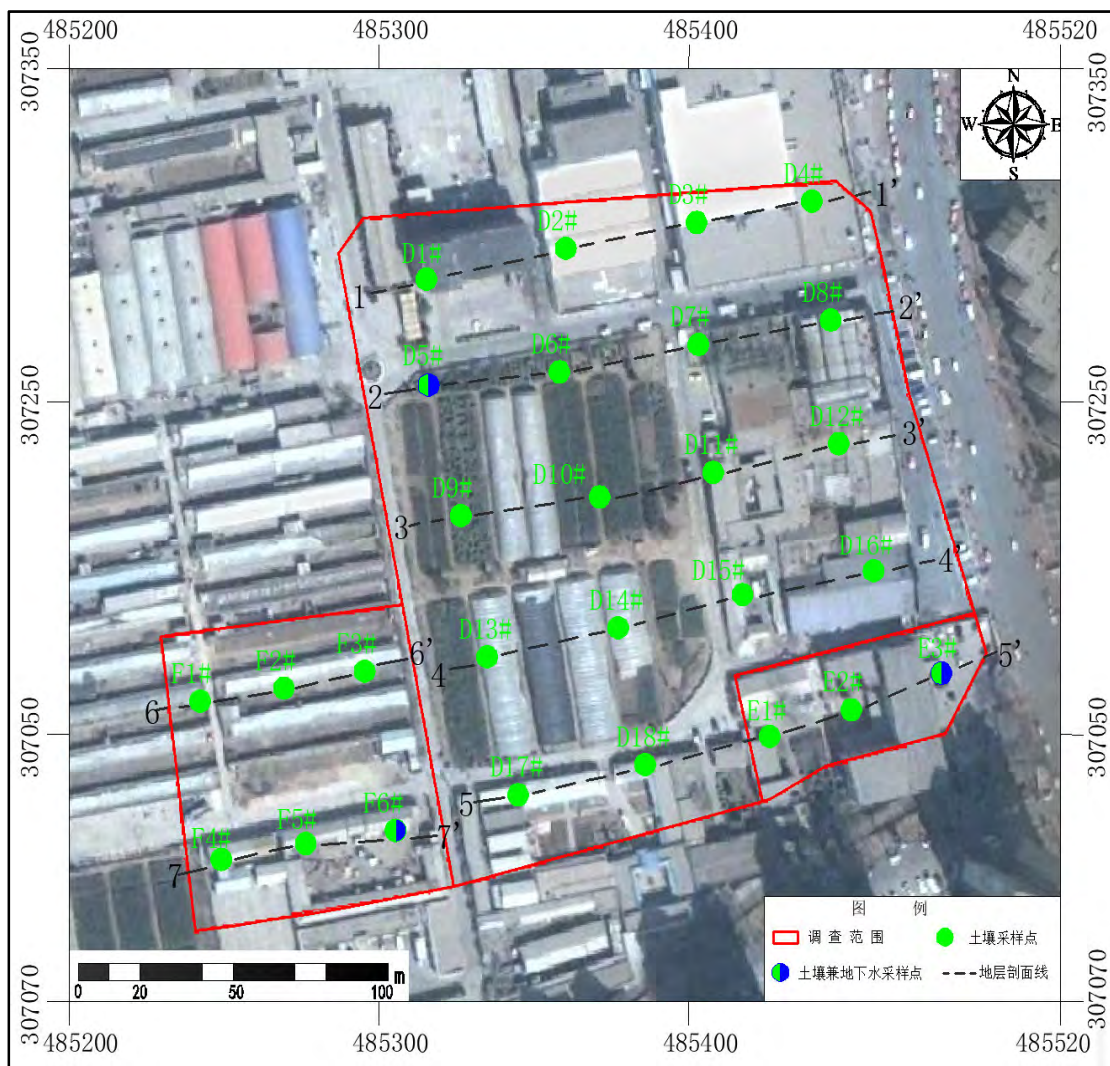 485200 485300 485400 485520
307350 307350
N
W E
S
D4# 1'
D3#
D2#
D1#
1
D8# 2'
D7#
D6#
D5#
2
307250 307250
D12# 3'
D11#
D10#
D9#
3
D16# 4'
D15#
D14#
D13#
4
F3# 6'
F2#
F1#
6
E3# 5'
E2#
E1#
307050 307050
D18#
D17#
5
F6# 7'
F5#
F4#
7
图 例
调查范围 土壤采样点
土壤兼地下水采样点 地层剖面线
m
0 20 50 100
307070 307070
485200 485300 485400 485520